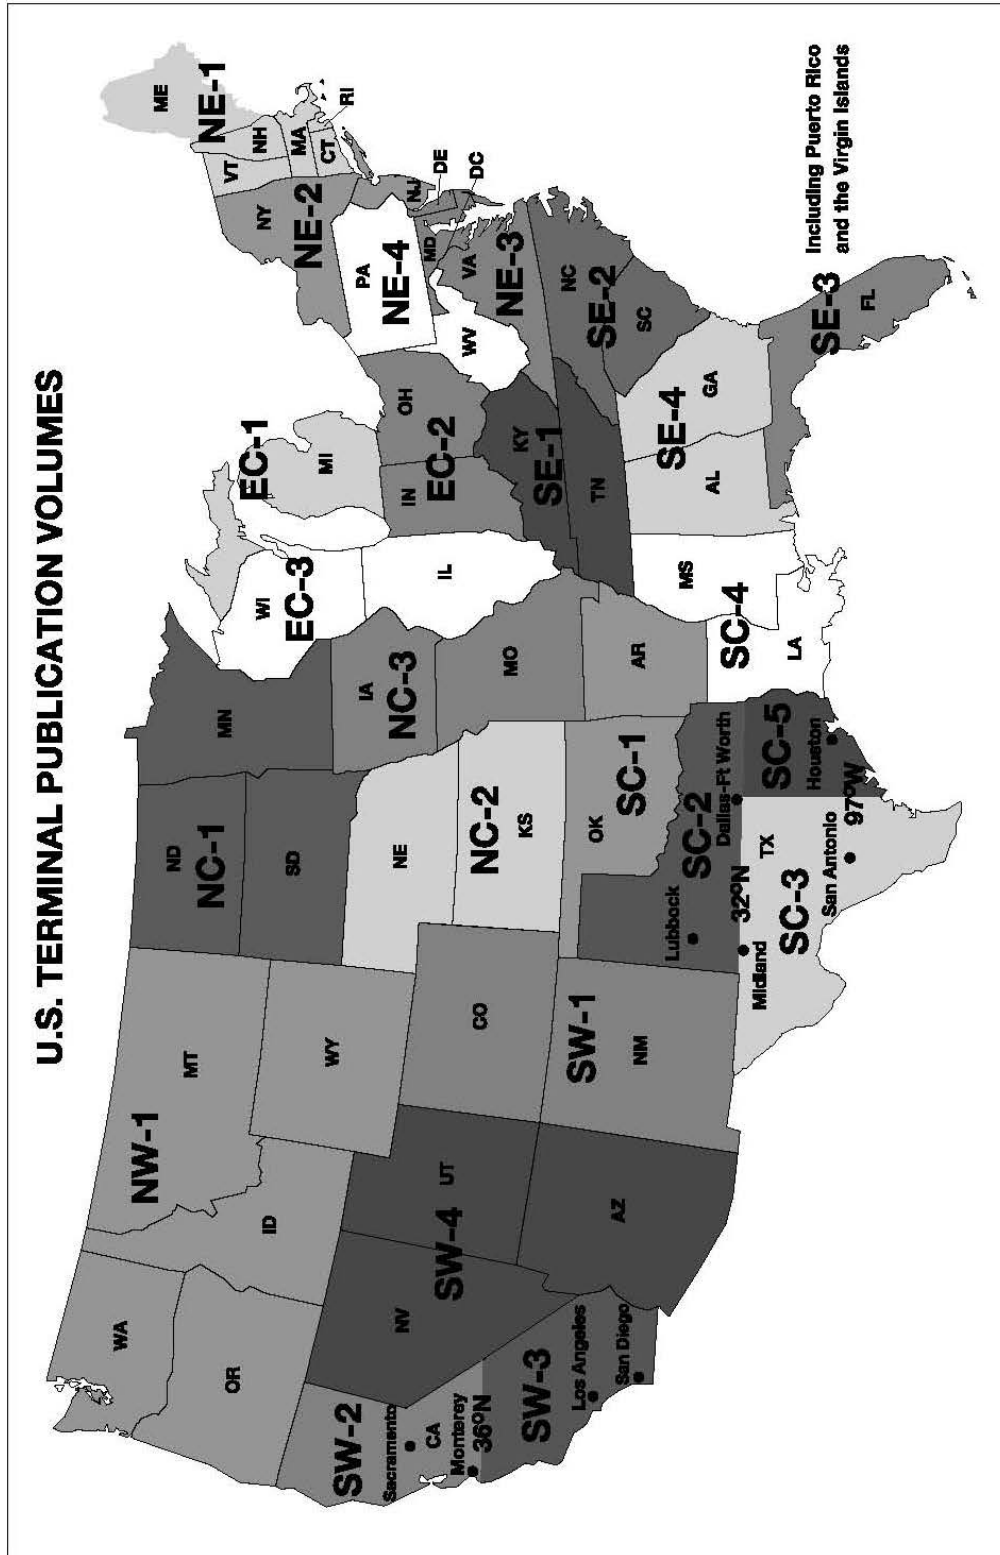 U.S. TERMINAL PUBLICATION VOLUMES
WA
OR
NW-1
MT
ID
WY
NV
UT
SW-4
AZ
SW-2
Sacramento
CA
Monterey
36ºN
SW-3
Los Angeles
San Diego
CO
SW-1
NM
ND
NC-1
SD
MN
NE
NC-2
KS
IA
NC-3
MO
OK
SC-1
AR
Lubbock
SC-2
Dallas-Ft Worth
32ºN
Midland
TX
SC-3
San Antonio
SC-5
Houston
97ºW
WI
EC-3
IL
EC-1
MI
IN
OH
EC-2
KY
SE-1
TN
MS
SC-4
LA
AL
GA
SE-4
NC
SE-2
SC
SE-3
FL
Including Puerto Rico
and the Virgin Islands
ME
NE-1
VT
NH
MA
CT
RI
NY
NE-2
PA
NE-4
NJ
DE
MD
DC
WV
VA
NE-3